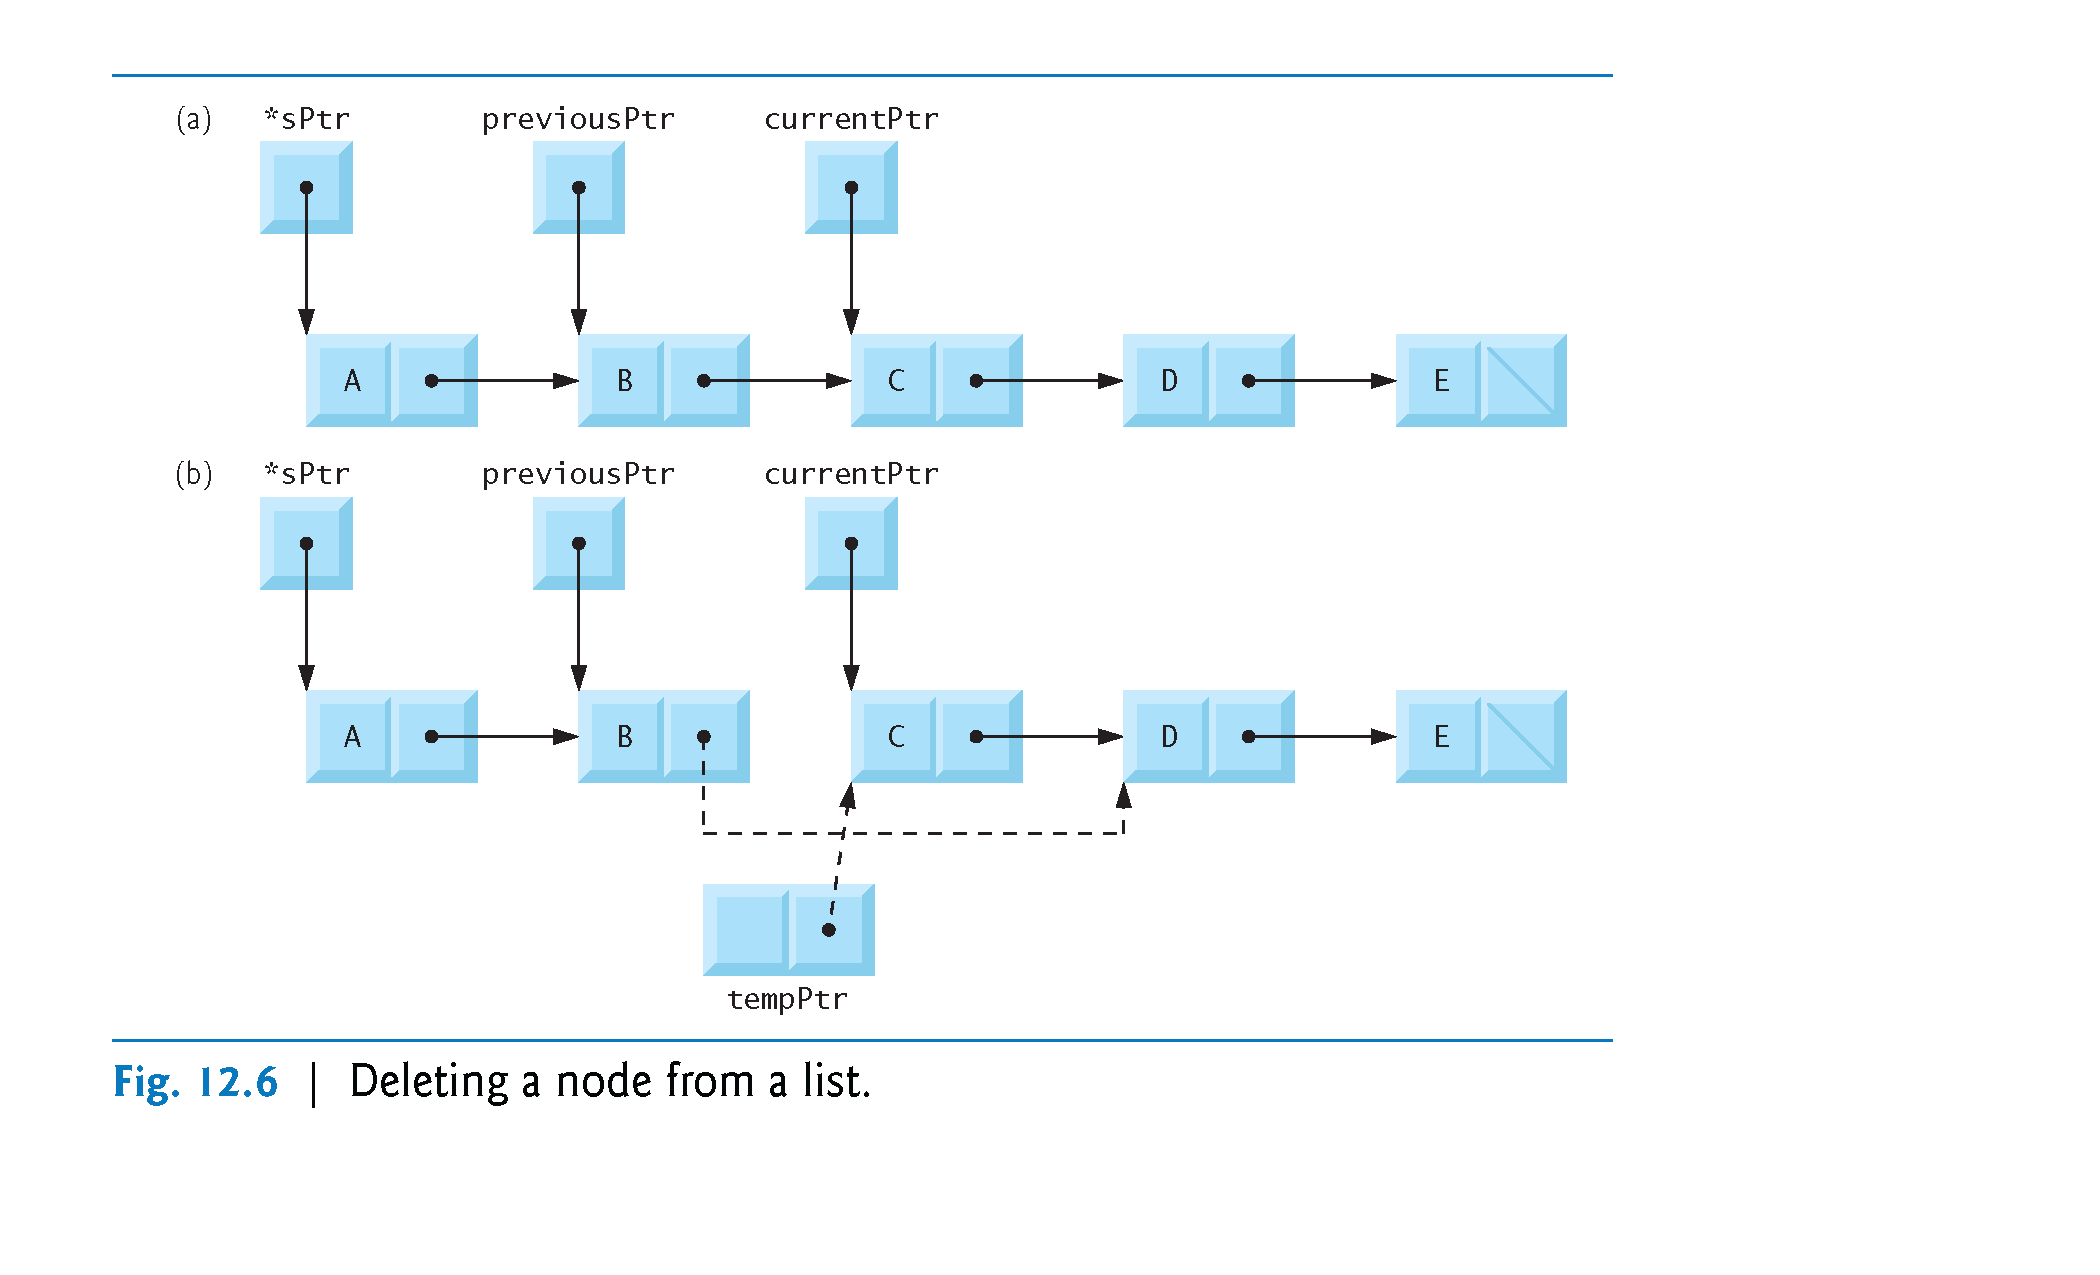 (a) *sPtr previousPtr currentPtr
A B C D E
(b) *sPtr previousPtr currentPtr
A B C D E
tempPtr
Fig. 12.6 | Deleting a node from a list.